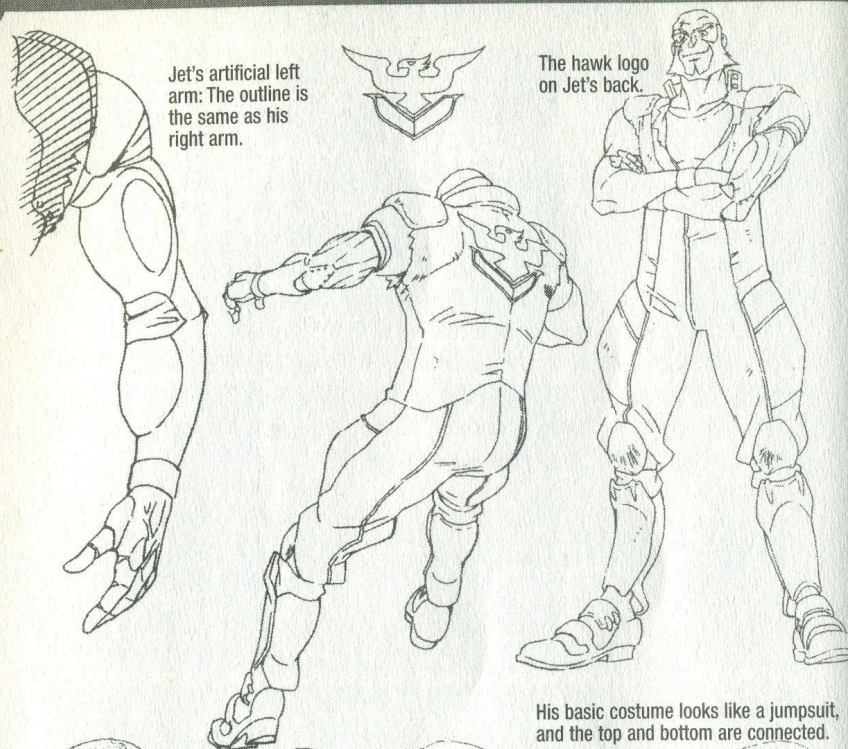 Jet's artificial left
arm: The outline is
the same as his
right arm.
The hawk logo
on Jet's back.
His basic costume looks like a jumpsuit,
and the top and bottom are connected.